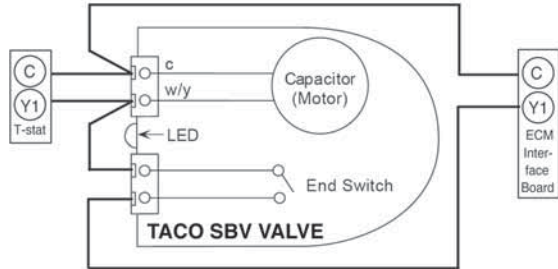 C
Y1
T-stat
c
w/y
LED
Capacitor
(Motor)
End Switch
TACO SBV VALVE
C
Y1
ECM
Inter-
face
Board